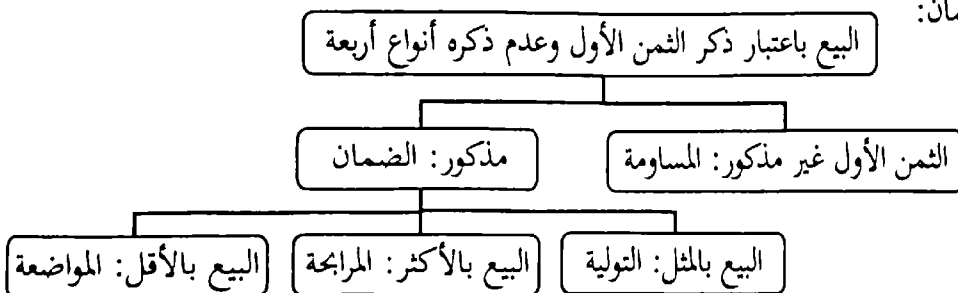 مان:
البيع باعتبار ذكر الثمن الأول وعدم ذكره أنواع أربعة
الثمن الأول غير مذكور: المساومة
مذكور: الضمان
البيع بالمثل: التولية
البيع بالأكثر: المرابحة
البيع بالأقل: المواضعة